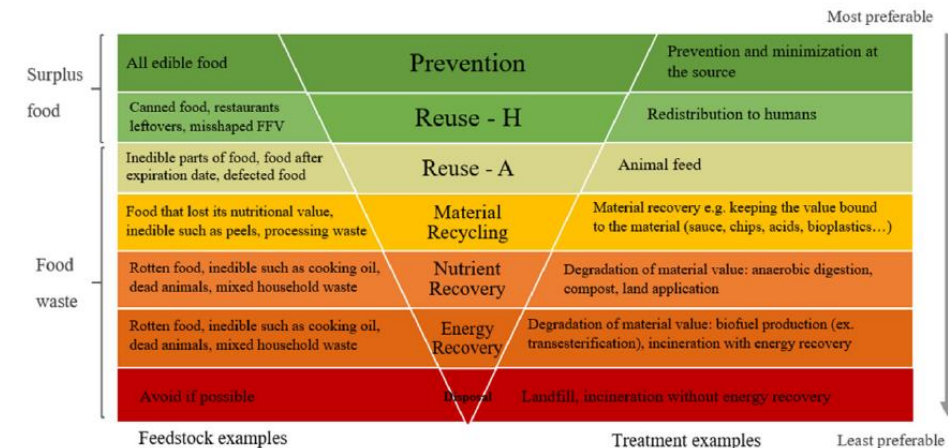 Most preferable
Surplus
food
All edible food
Prevention
Prevention and minimization at
the source
Canned food, restaurants
leftovers, misshaped FFV
Reuse - H
Redistribution to humans
Food
waste
Inedible parts of food, food after
expiration date, defected food
Reuse - A
Animal feed
Food that lost its nutritional value,
inedible such as peels, processing waste
Material
Recycling
Material recovery e.g. keeping the value bound
to the material (sauce, chips, acids, bioplastics…)
Rotten food, inedible such as cooking oil,
dead animals, mixed household waste
Nutrient
Recovery
Degradation of material value: anaerobic digestion,
compost, land application
Rotten food, inedible such as cooking oil,
dead animals, mixed household waste
Energy
Recovery
Degradation of material value: biofuel production (ex.
transesterification), incineration with energy recovery
Avoid if possible
Disposal
Landfill, incineration without energy recovery
Feedstock examples
Treatment examples
Least preferable